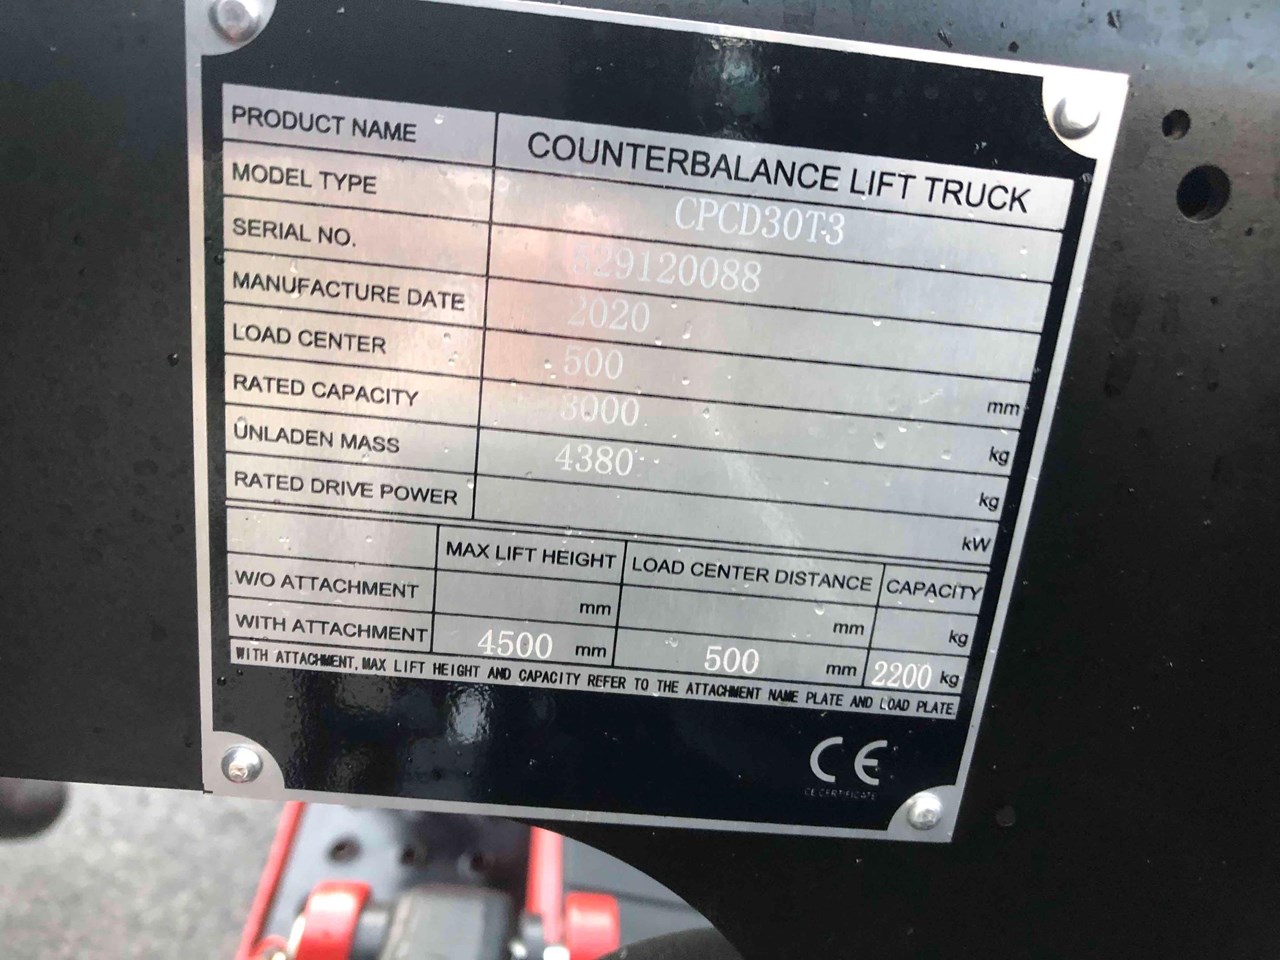 PRODUCT NAME COUNTERBALANCE LIFT TRUCK
MODEL TYPE CPCD30T3
SERIAL NO. 529120088
MANUFACTURE DATE 2020
LOAD CENTER 500 mm
RATED CAPACITY 3000 kg
UNLADEN MASS 4380 kg
RATED DRIVE POWER kW
MAX LIFT HEIGHT LOAD CENTER DISTANCE CAPACITY
W/O ATTACHMENT mm mm kg
WITH ATTACHMENT 4500 mm 500 mm 2200 kg
WITH ATTACHMENT, MAX LIFT HEIGHT AND CAPACITY REFER TO THE ATTACHMENT NAME PLATE AND LOAD PLATE.
CE
CE CERTIFICATE